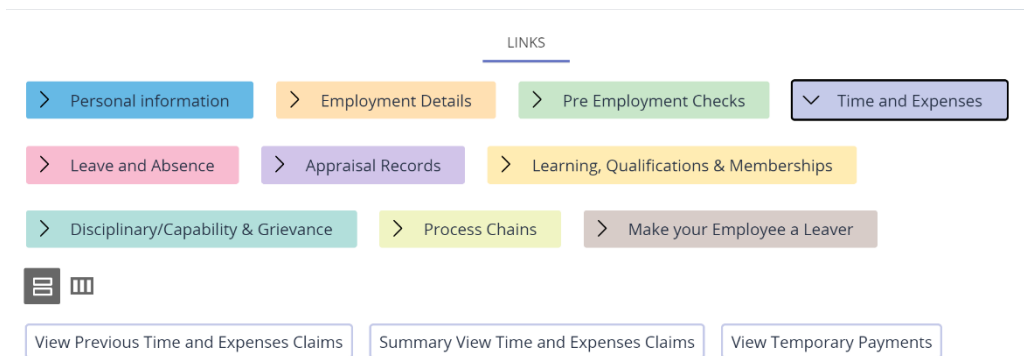 LINKS
Personal information
Employment Details
Pre Employment Checks
Time and Expenses
Leave and Absence
Appraisal Records
Learning, Qualifications & Memberships
Disciplinary/Capability & Grievance
Process Chains
Make your Employee a Leaver
View Previous Time and Expenses Claims
Summary View Time and Expenses Claims
View Temporary Payments